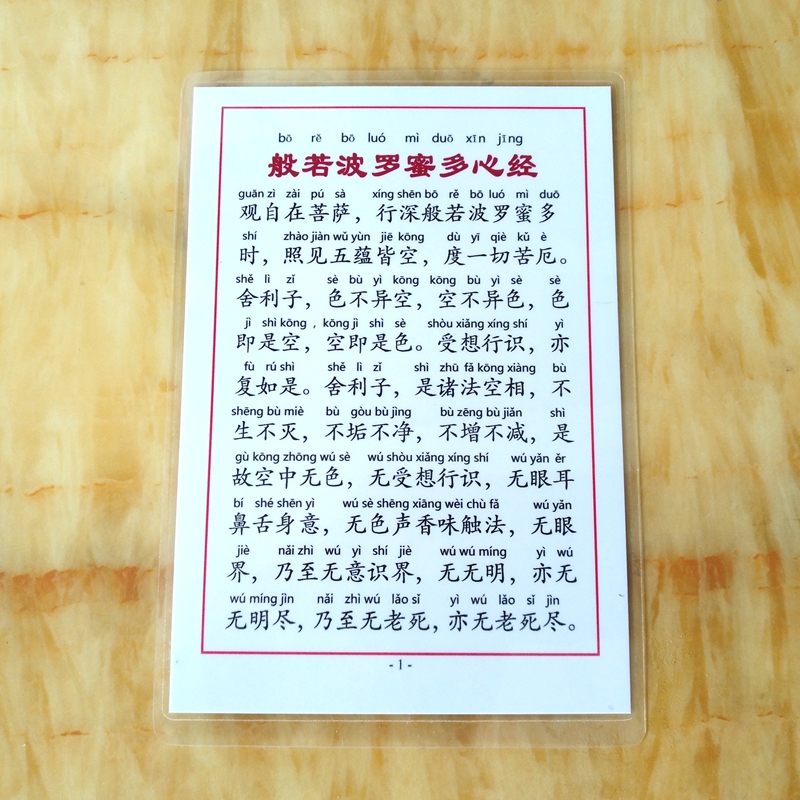 bō rě bō luó mì duō xīn jīng
般若波罗蜜多心经
guān zì zài pú sà xíng shēn bō rě bō luó mì duō
观自在菩萨，行深般若波罗蜜多
shí zhào jiàn wǔ yùn jiē kōng dù yī qiè kǔ è
时，照见五蕴皆空，度一切苦厄。
shě lì zǐ sè bù yì kōng kōng bù yì sè sè
舍利子，色不异空，空不异色，色
jì shì kōng , kōng jì shì sè shòu xiǎng xíng shí yì
即是空，空即是色。受想行识，亦
fù rú shì shě lì zǐ shì zhū fǎ kōng xiàng bù
复如是。舍利子，是诸法空相，不
shēng bù miè bù gòu bù jìng bù zēng bù jiǎn shì
生不灭，不垢不净，不增不减，是
gù kōng zhōng wú sè wú shòu xiǎng xíng shí wú yǎn ěr
故空中无色，无受想行识，无眼耳
bí shé shēn yì wú sè shēng xiāng wèi chù fǎ wú yǎn
鼻舌身意，无色声香味触法，无眼
jiè nǎi zhì wú yì shí jiè wú wú míng yì wú
界，乃至无意识界，无无明，亦无
wú míng jìn nǎi zhì wú lǎo sǐ yì wú lǎo sǐ jìn
无明尽，乃至无老死，亦无老死尽。
- 1 -